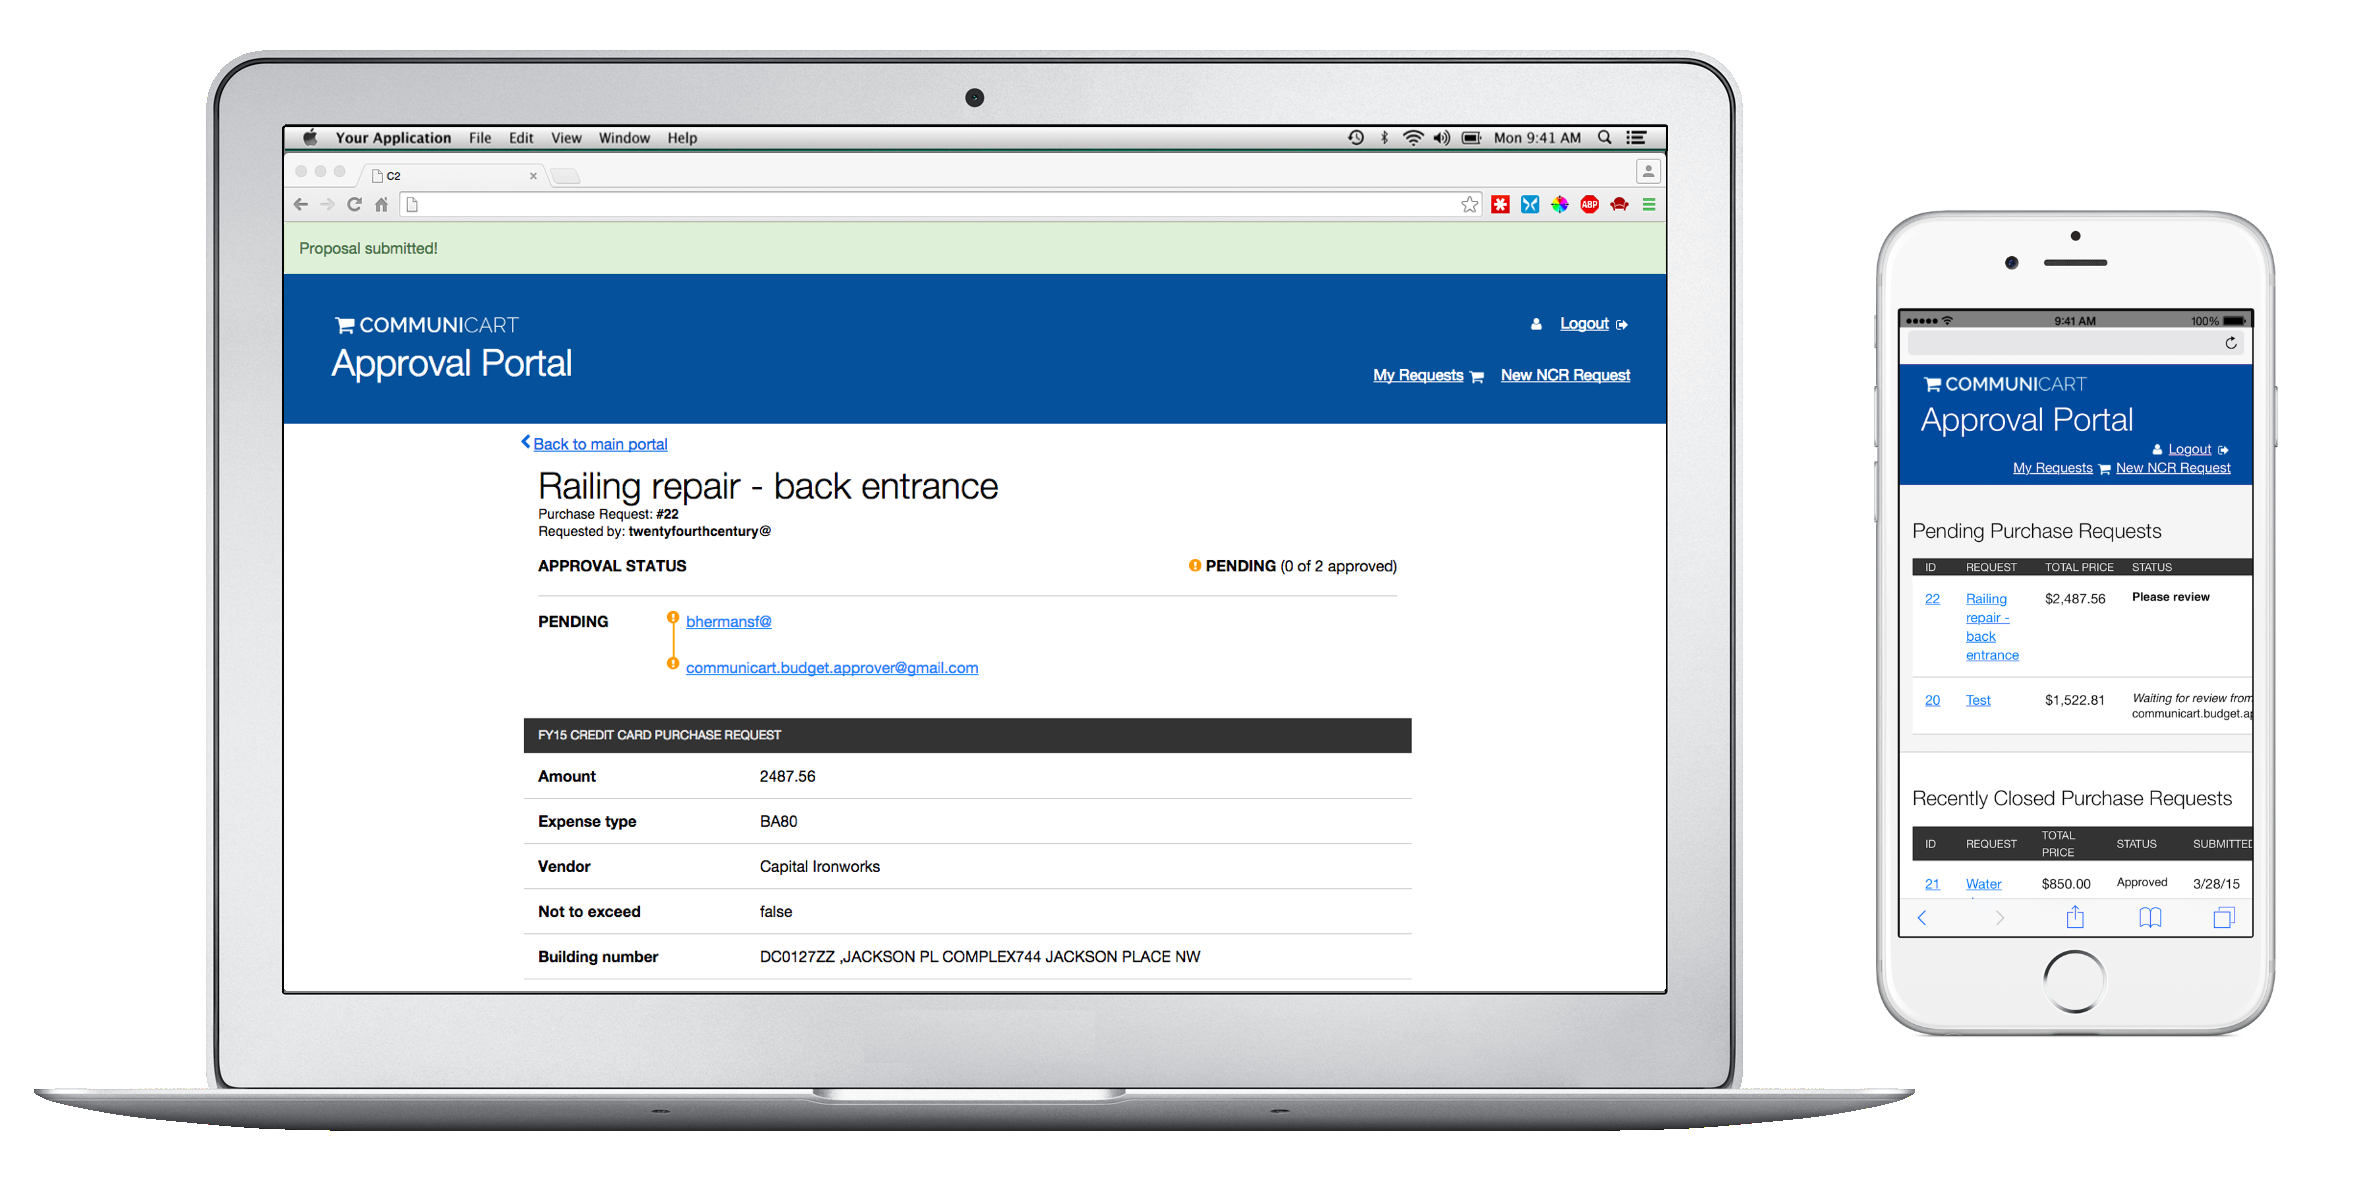 Your Application File Edit View Window Help Mon 9:41 AM
C2
ABP
Proposal submitted!
COMMUNICART
Logout
Approval Portal
My Requests New NCR Request
Back to main portal
Railing repair - back entrance
Purchase Request: #22
Requested by: twentyfourthcentury@
APPROVAL STATUS PENDING (0 of 2 approved)
PENDING bhermansf@
communicart.budget.approver@gmail.com
FY15 CREDIT CARD PURCHASE REQUEST
Amount 2487.56
Expense type BA80
Vendor Capital Ironworks
Not to exceed false
Building number DC0127ZZ ,JACKSON PL COMPLEX744 JACKSON PLACE NW
9:41 AM 100%
COMMUNICART
Approval Portal
Logout
My Requests New NCR Request
Pending Purchase Requests
ID REQUEST TOTAL PRICE STATUS
22 Railing $2,487.56 Please review
repair -
back
entrance
20 Test $1,522.81 Waiting for review from
communicart.budget.ap
Recently Closed Purchase Requests
ID REQUEST TOTAL PRICE STATUS SUBMITTED
21 Water $850.00 Approved 3/28/15